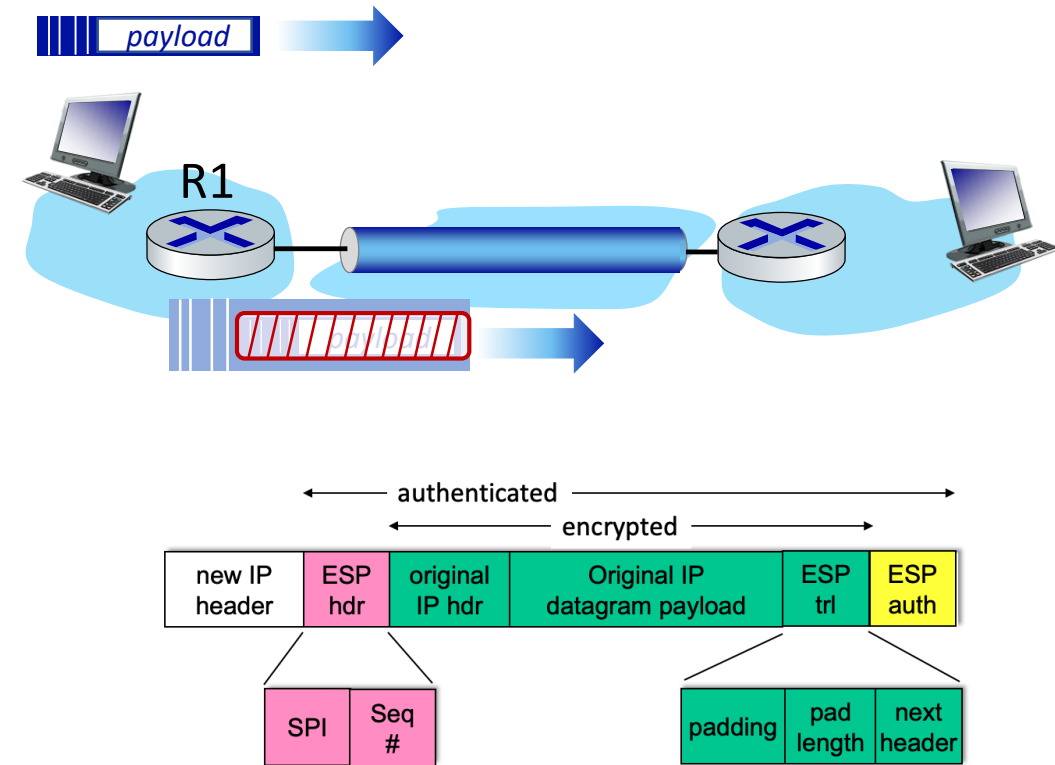 payload
R1
payload
authenticated
encrypted
new IP
header
ESP
hdr
original
IP hdr
Original IP
datagram payload
ESP
trl
ESP
auth
SPI
Seq
#
padding
pad
length
next
header